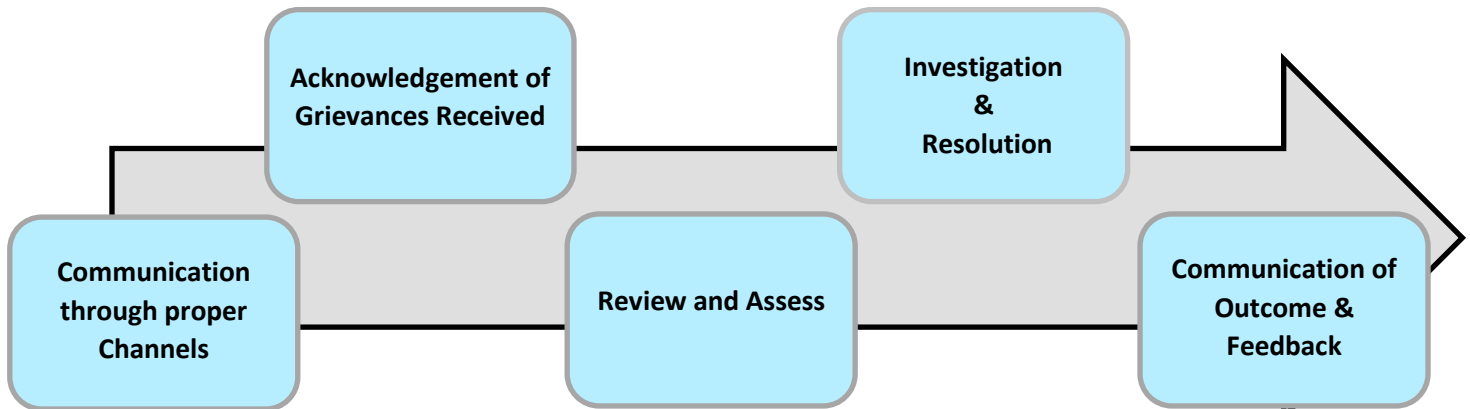 Communication
through proper
Channels
Acknowledgement of
Grievances Received
Review and Assess
Investigation
&
Resolution
Communication of
Outcome &
Feedback